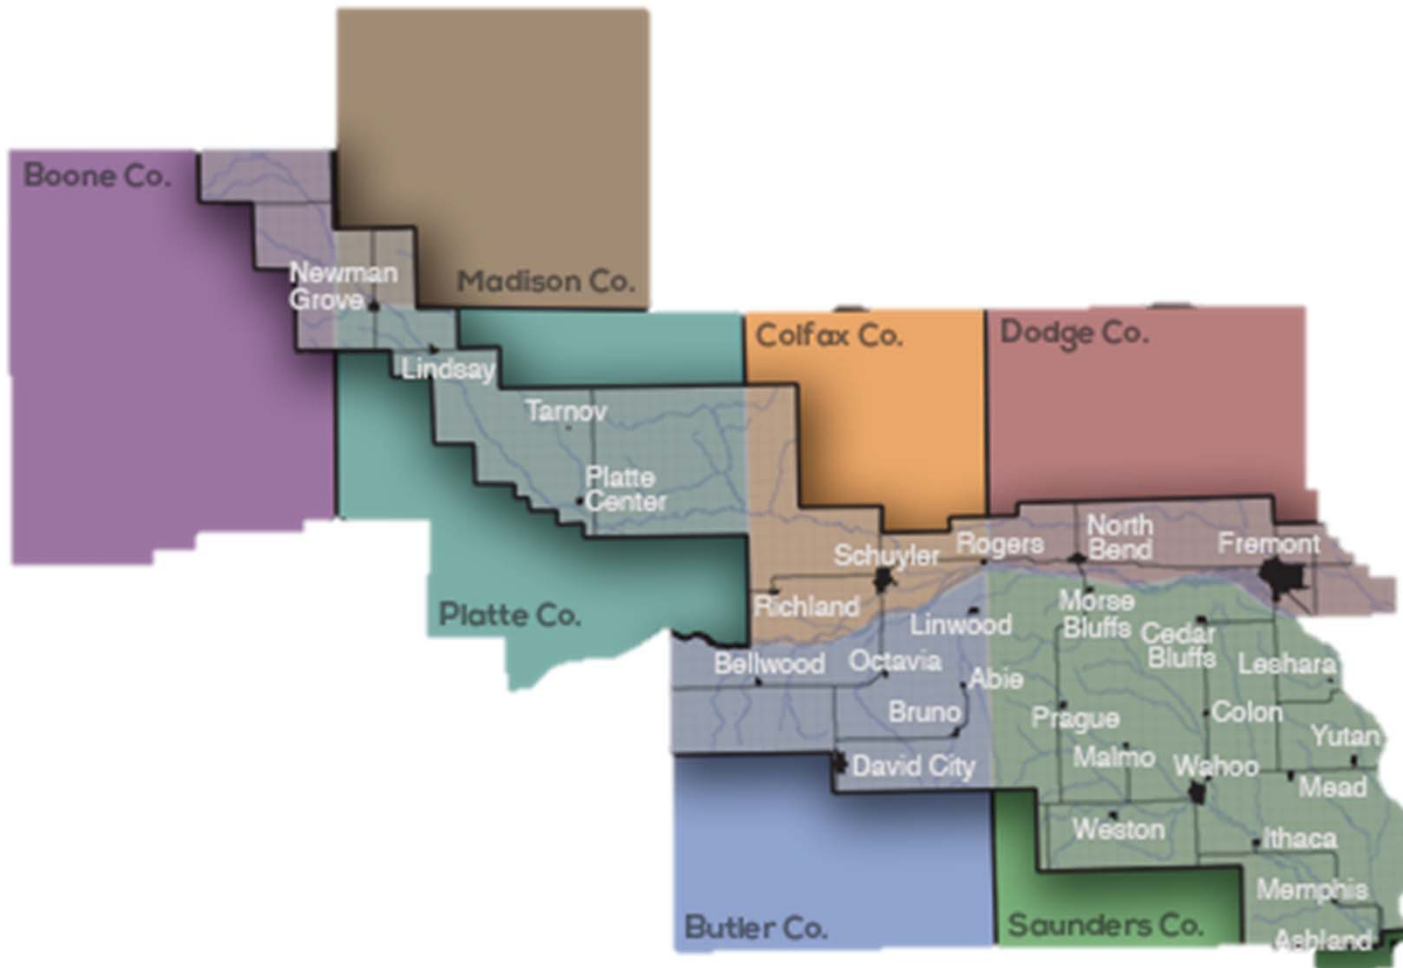 Boone Co.
Newman
Grove
Madison Co.
Lindsay
Colfax Co.
Dodge Co.
Tarnov
Platte
Center
Schuyler
Rogers
North
Bend
Fremont
Platte Co.
Richland
Linwood
Morse
Bluffs
Cedar
Bluffs
Bellwood
Octavia
Abie
Leshara
Bruno
Prague
Colon
Yutan
David City
Malmo
Wahoo
Mead
Weston
Ithaca
Memphis
Butler Co.
Saunders Co.
Ashland